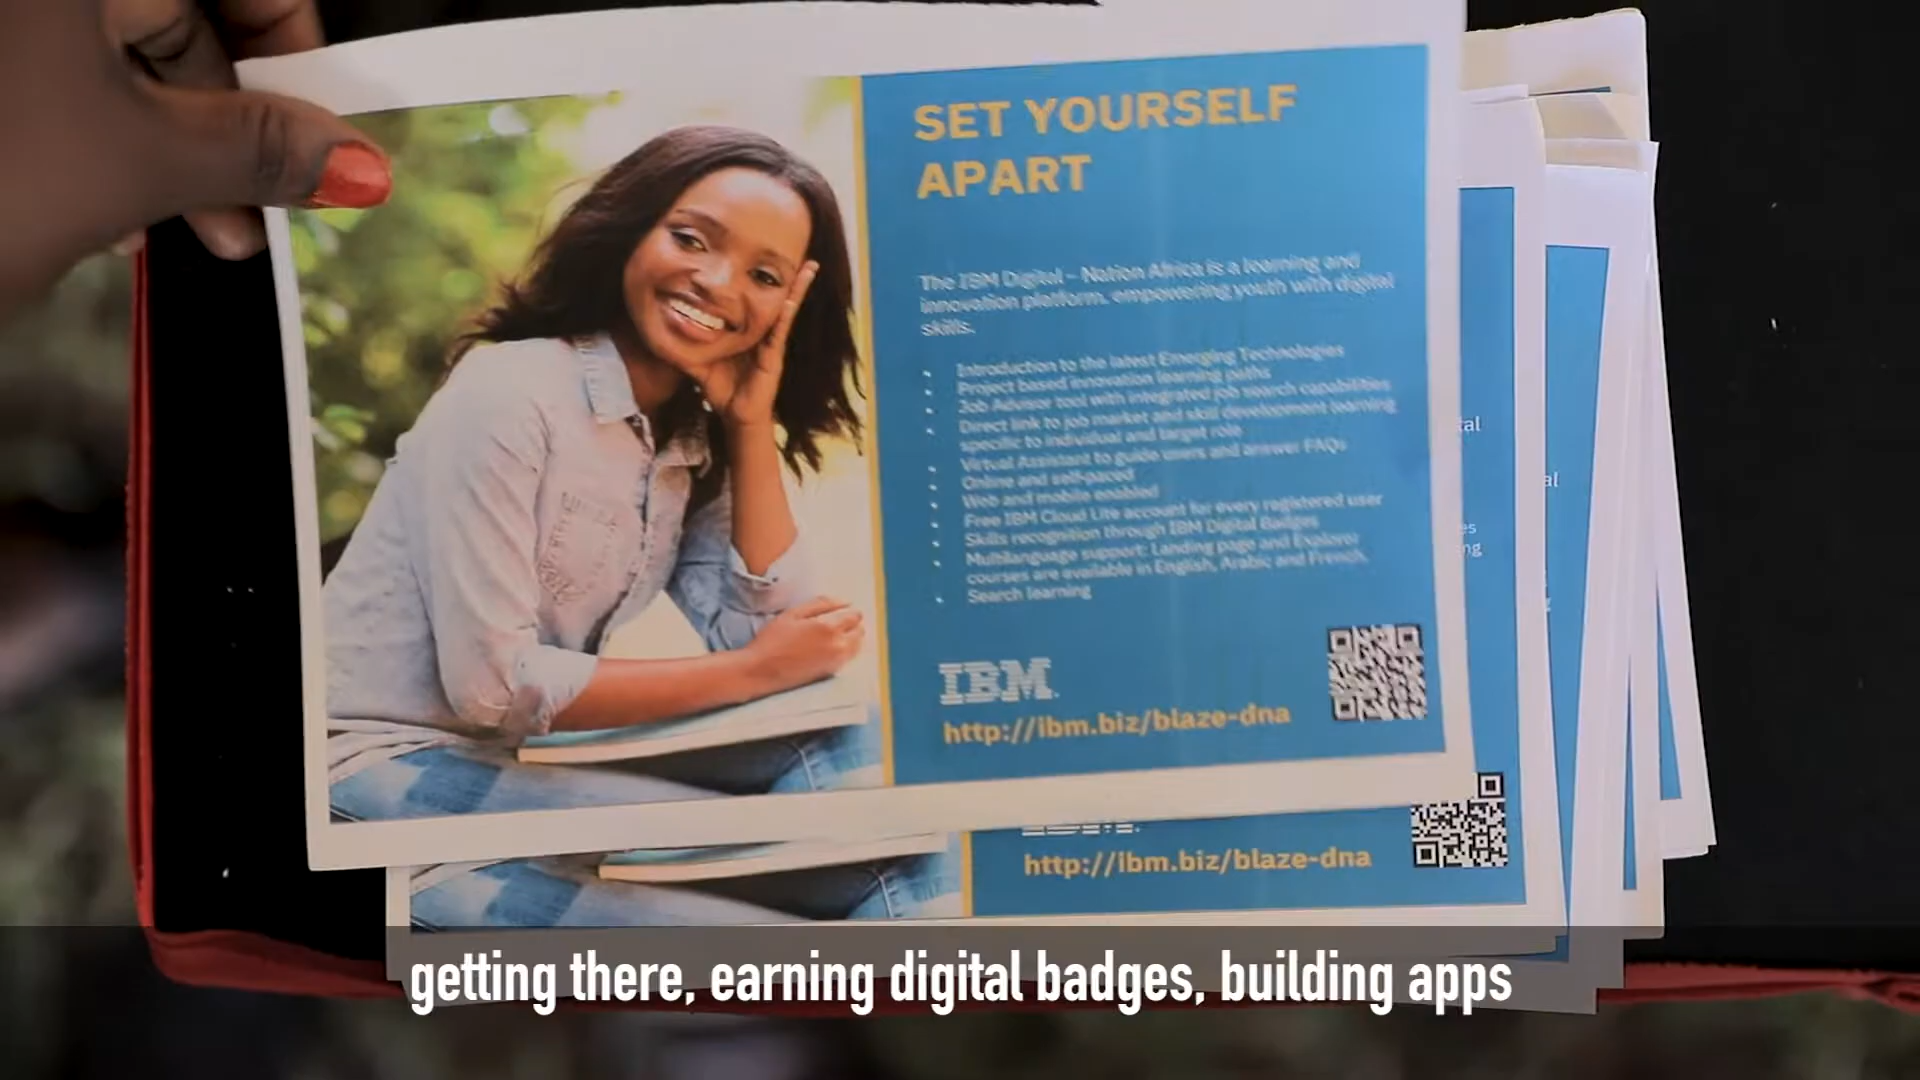 SET YOURSELF
APART
The IBM Digital – Nation Africa is a learning and
innovation platform, empowering youth with digital
skills.
• Introduction to the latest Emerging Technologies
• Project based innovation learning paths
• Job Advisor tool with integrated job search capabilities
• Direct link to job market and skill development learning
specific to individual and target role
• Virtual Assistant to guide users and answer FAQs
• Online and self-paced
• Web and mobile enabled
• Free IBM Cloud Lite account for every registered user
• Skills recognition through IBM Digital Badges
• Multilanguage support: Landing page and Explorer
courses are available in English, Arabic and French.
• Search learning
IBM
http://ibm.biz/blaze-dna
http://ibm.biz/blaze-dna
getting there, earning digital badges, building apps